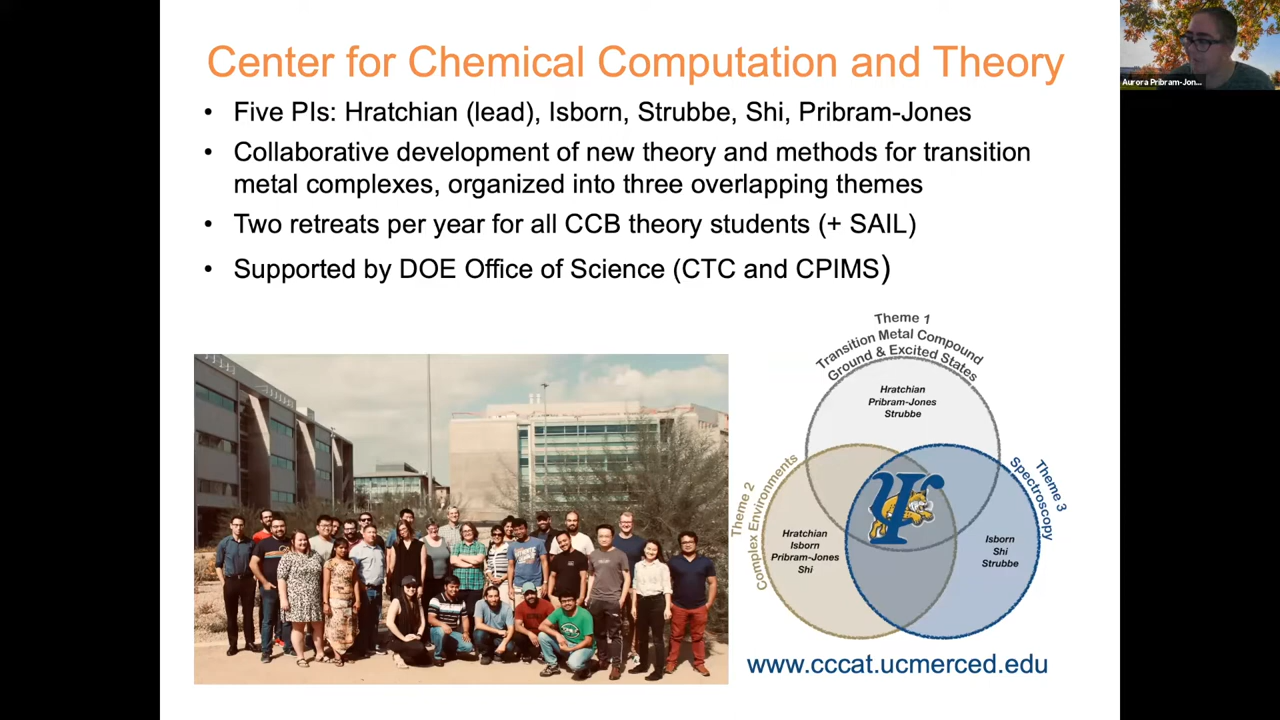 Center for Chemical Computation and Theory
Aurora Pribram-Jon...
• Five PIs: Hratchian (lead), Isborn, Strubbe, Shi, Pribram-Jones
• Collaborative development of new theory and methods for transition
metal complexes, organized into three overlapping themes
• Two retreats per year for all CCB theory students (+ SAIL)
• Supported by DOE Office of Science (CTC and CPIMS)
Theme 1
Transition Metal Compound
Ground & Excited States
Hratchian
Pribram-Jones
Strubbe
Theme 2
Complex Environments
Hratchian
Isborn
Pribram-Jones
Shi
Ψ
Theme 3
Spectroscopy
Isborn
Shi
Strubbe
www.cccat.ucmerced.edu